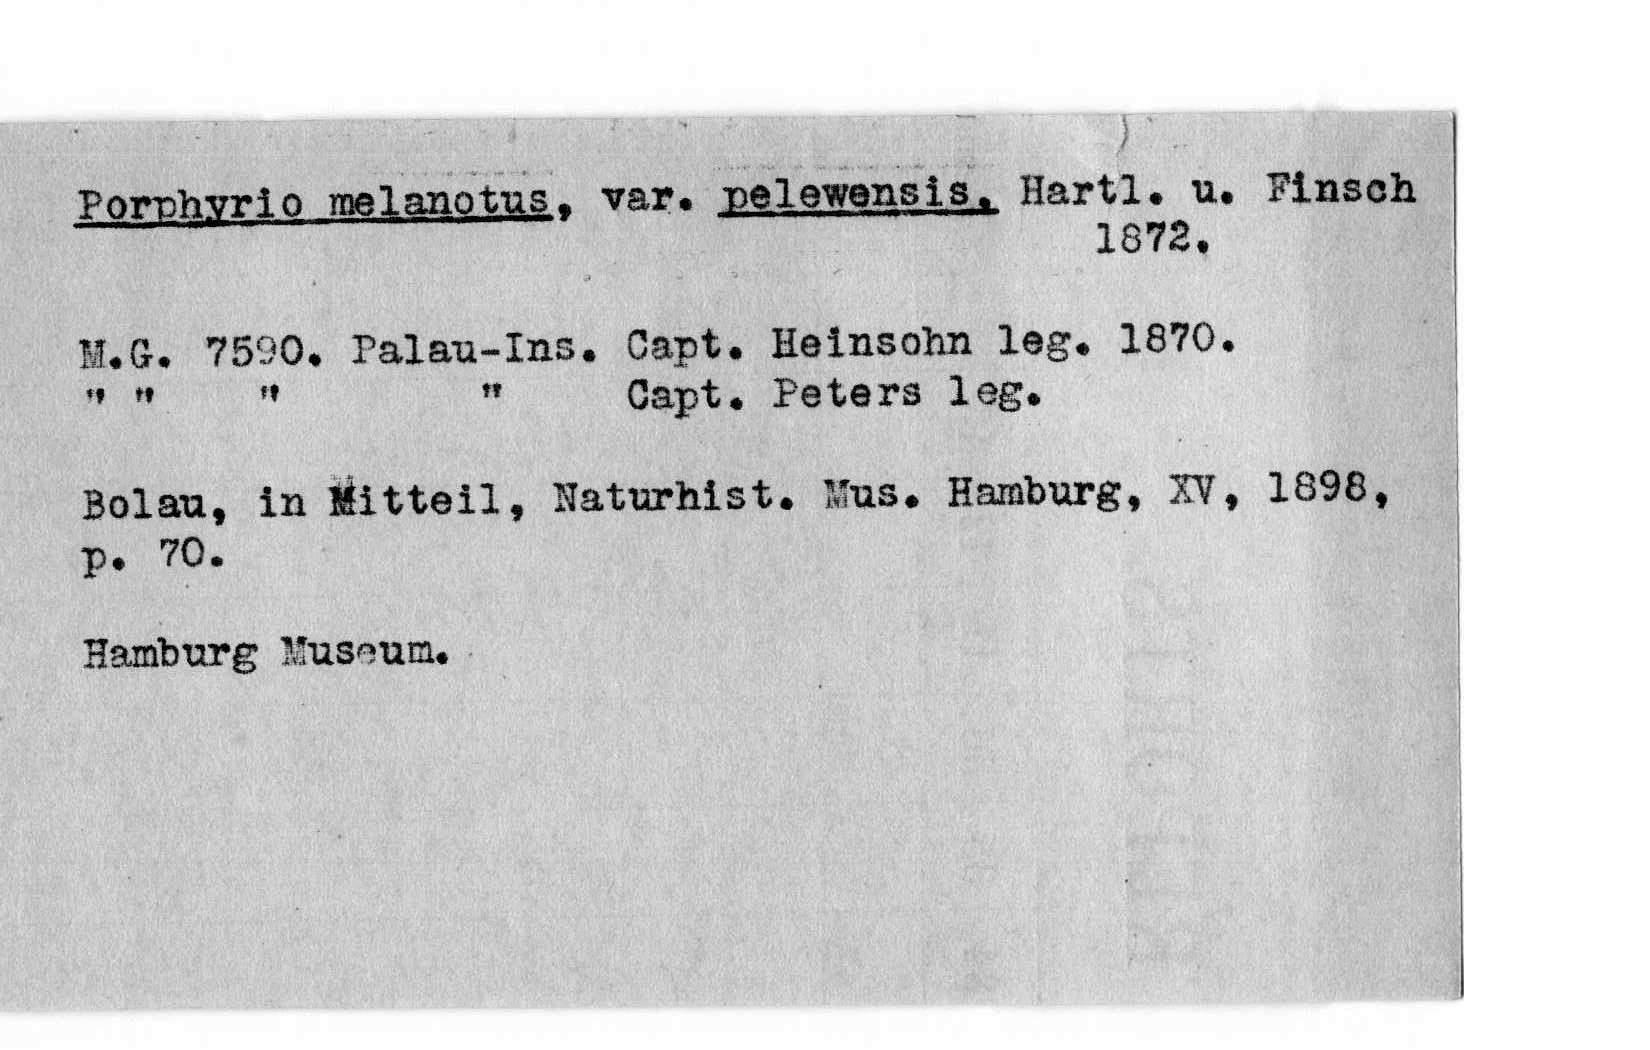 Porphyrio melanotus, var. pelewensis. Hartl. u. Finsch
1872.
M.G. 7590. Palau-Ins. Capt. Heinsohn leg. 1870.
" " " " Capt. Peters leg.
Bolau, in Mitteil, Naturhist. Mus. Hamburg, XV, 1898,
p. 70.
Hamburg Museum.